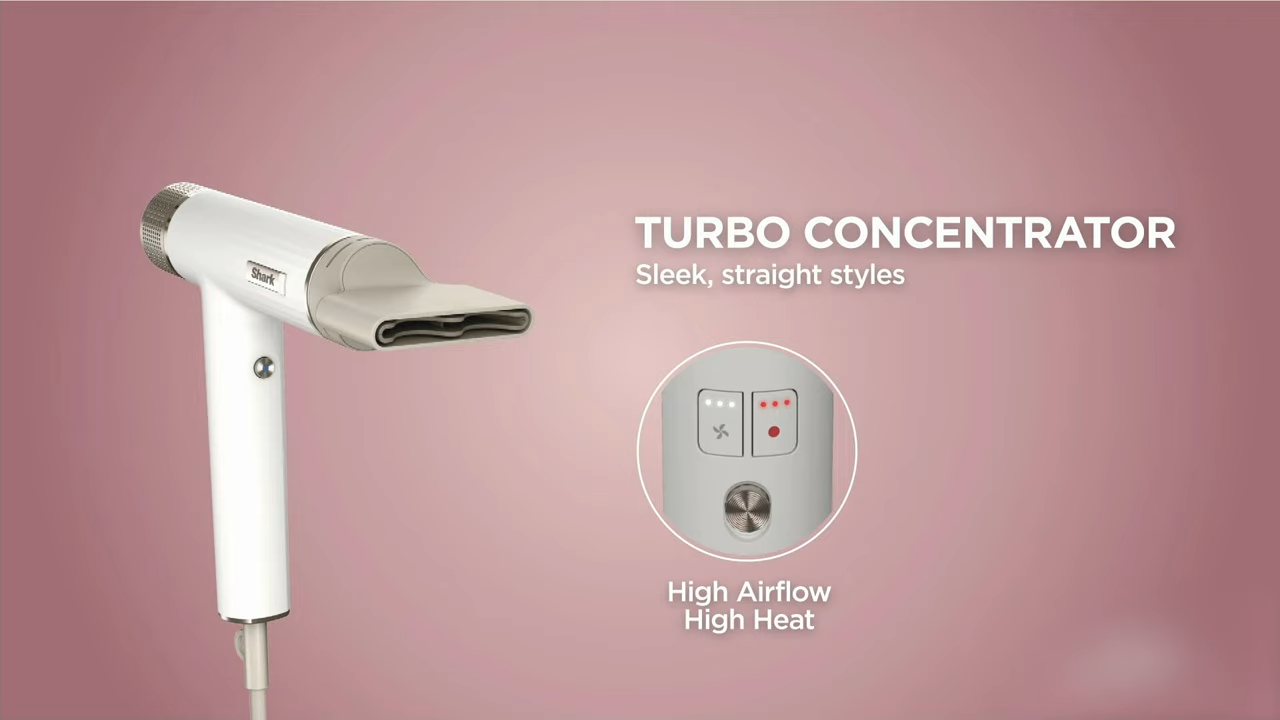 Shark
TURBO CONCENTRATOR
Sleek, straight styles
High Airflow
High Heat